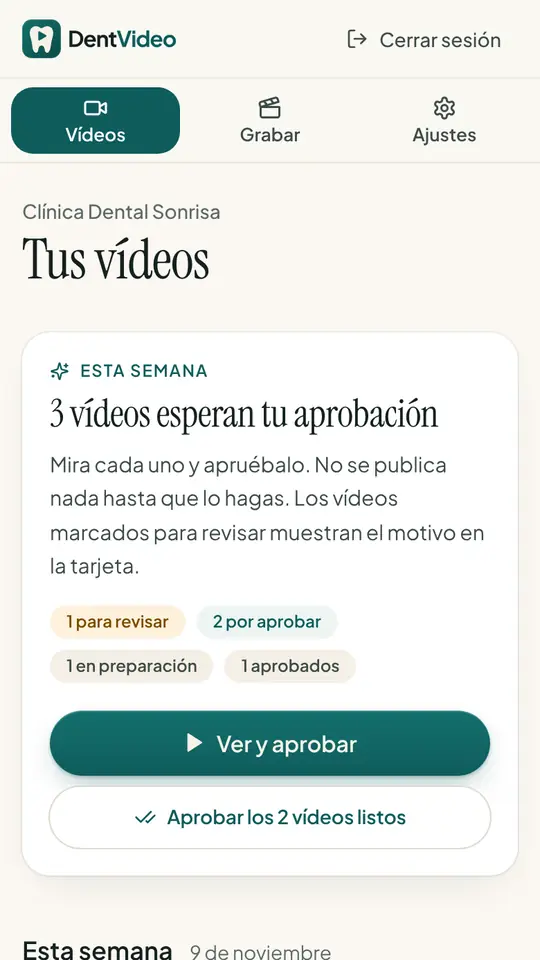 DentVideo
Cerrar sesión
Vídeos
Grabar
Ajustes
Clínica Dental Sonrisa
Tus vídeos
ESTA SEMANA
3 vídeos esperan tu aprobación
Mira cada uno y apruébalo. No se publica
nada hasta que lo hagas. Los vídeos
marcados para revisar muestran el motivo en
la tarjeta.
1 para revisar
2 por aprobar
1 en preparación
1 aprobados
Ver y aprobar
Aprobar los 2 vídeos listos
Esta semana
9 de noviembre